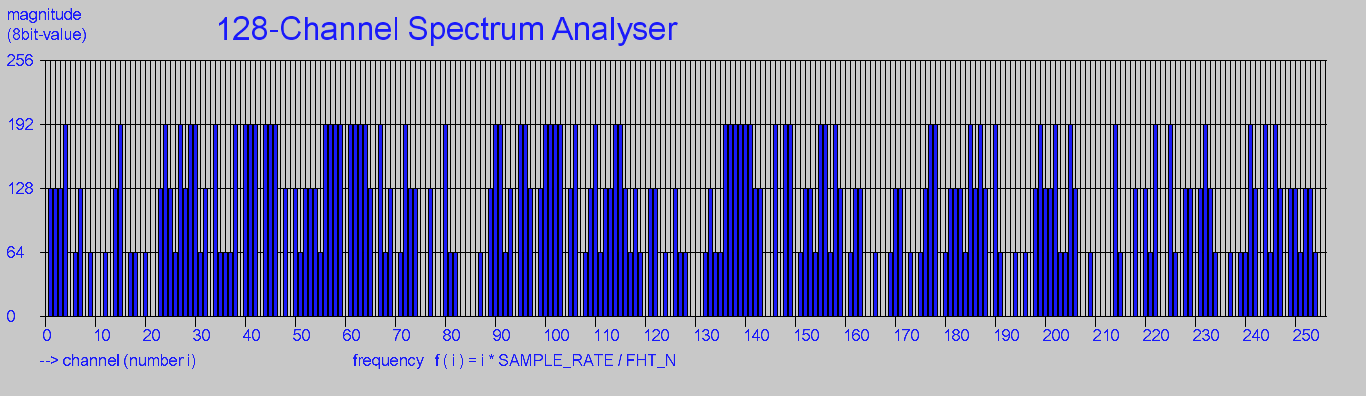 magnitude
(8bit-value)
128-Channel Spectrum Analyser
256
192
128
64
0
0 10 20 30 40 50 60 70 80 90 100 110 120 130 140 150 160 170 180 190 200 210 220 230 240 250
--> channel (number i)
frequency f ( i ) = i * SAMPLE_RATE / FHT_N